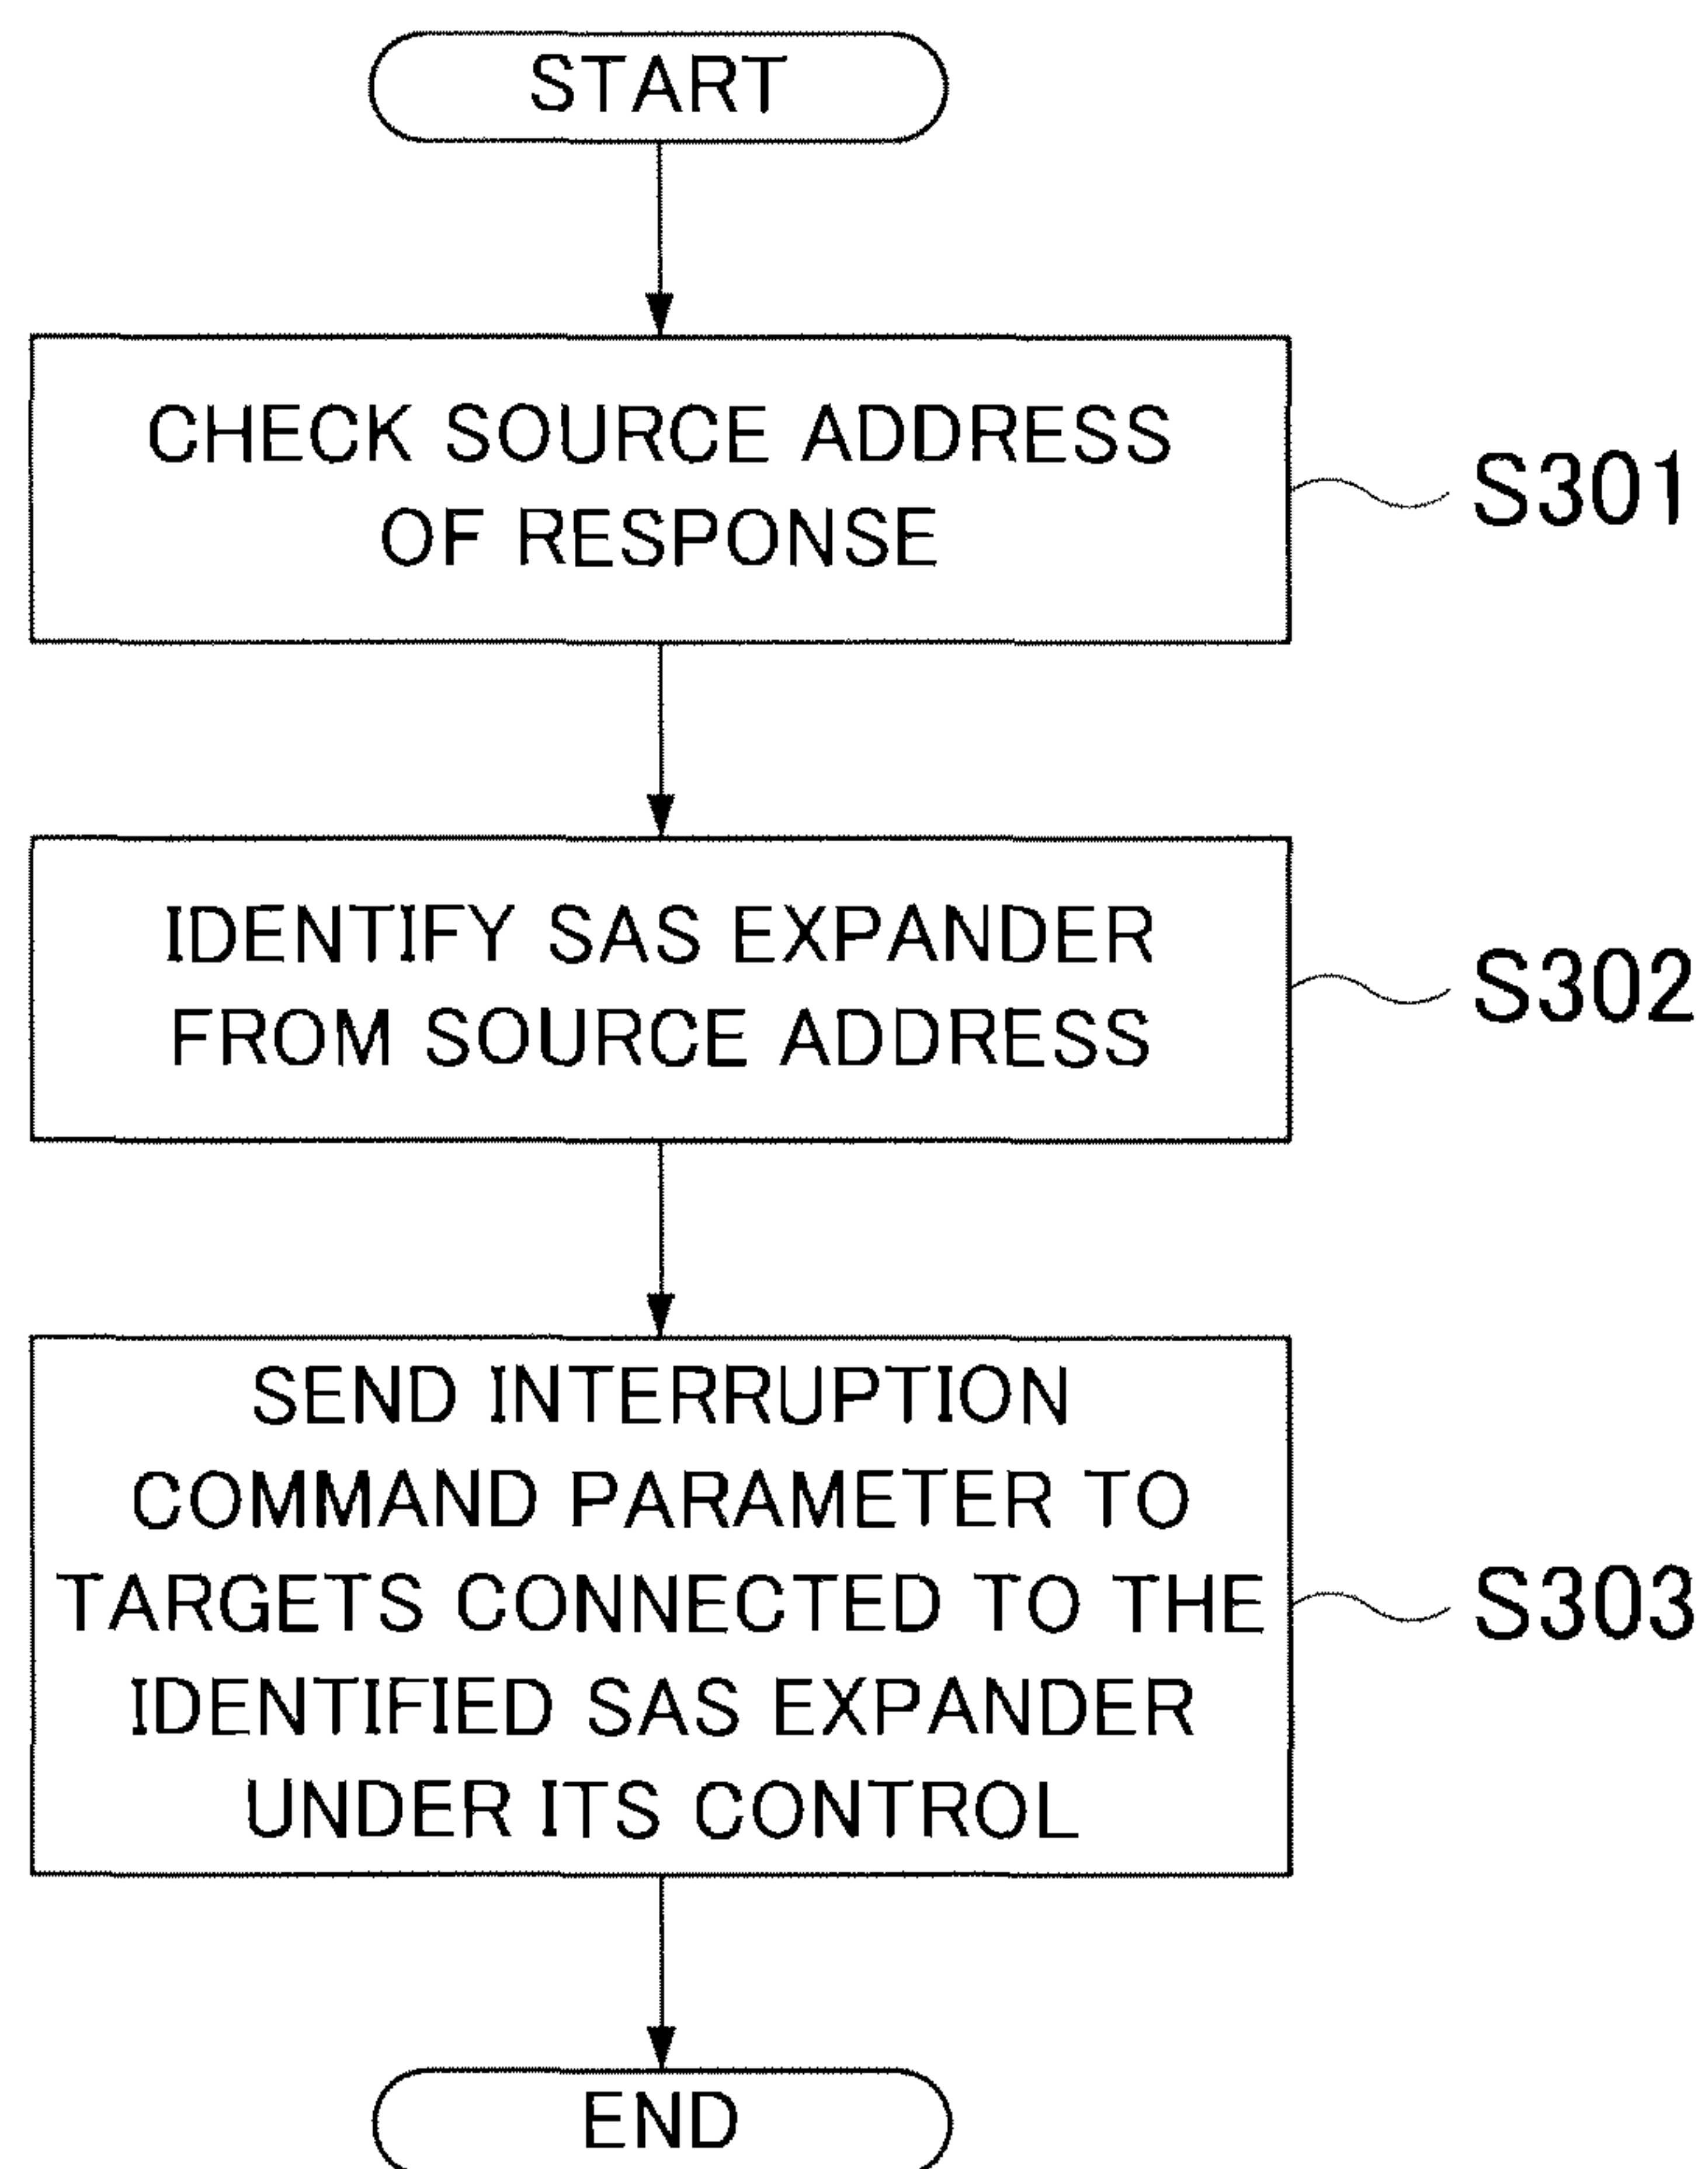 START
CHECK SOURCE ADDRESS
OF RESPONSE
S301
IDENTIFY SAS EXPANDER
FROM SOURCE ADDRESS
S302
SEND INTERRUPTION
COMMAND PARAMETER TO
TARGETS CONNECTED TO THE
IDENTIFIED SAS EXPANDER
UNDER ITS CONTROL
S303
END